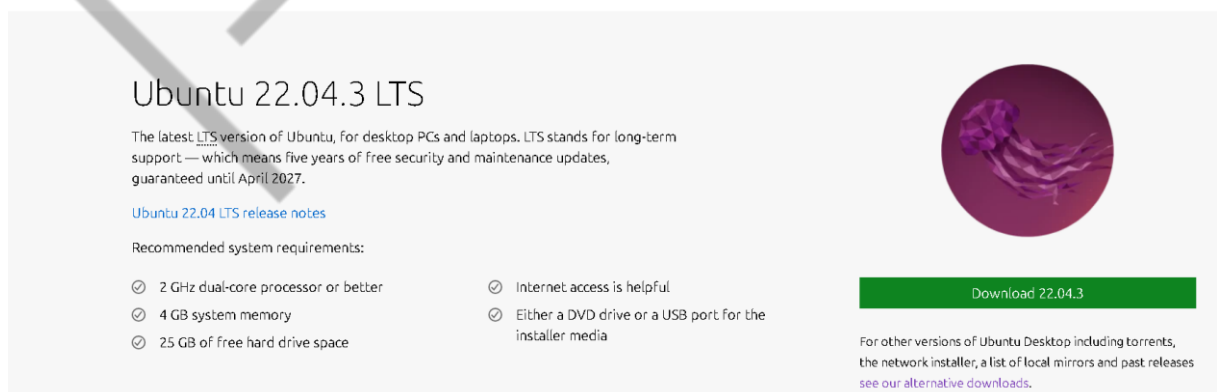 Ubuntu 22.04.3 LTS
The latest LTS version of Ubuntu, for desktop PCs and laptops. LTS stands for long-term
support — which means five years of free security and maintenance updates,
guaranteed until April 2027.
Ubuntu 22.04 LTS release notes
Recommended system requirements:
2 GHz dual-core processor or better
4 GB system memory
25 GB of free hard drive space
Internet access is helpful
Either a DVD drive or a USB port for the
installer media
Download 22.04.3
For other versions of Ubuntu Desktop including torrents,
the network installer, a list of local mirrors and past releases
see our alternative downloads.